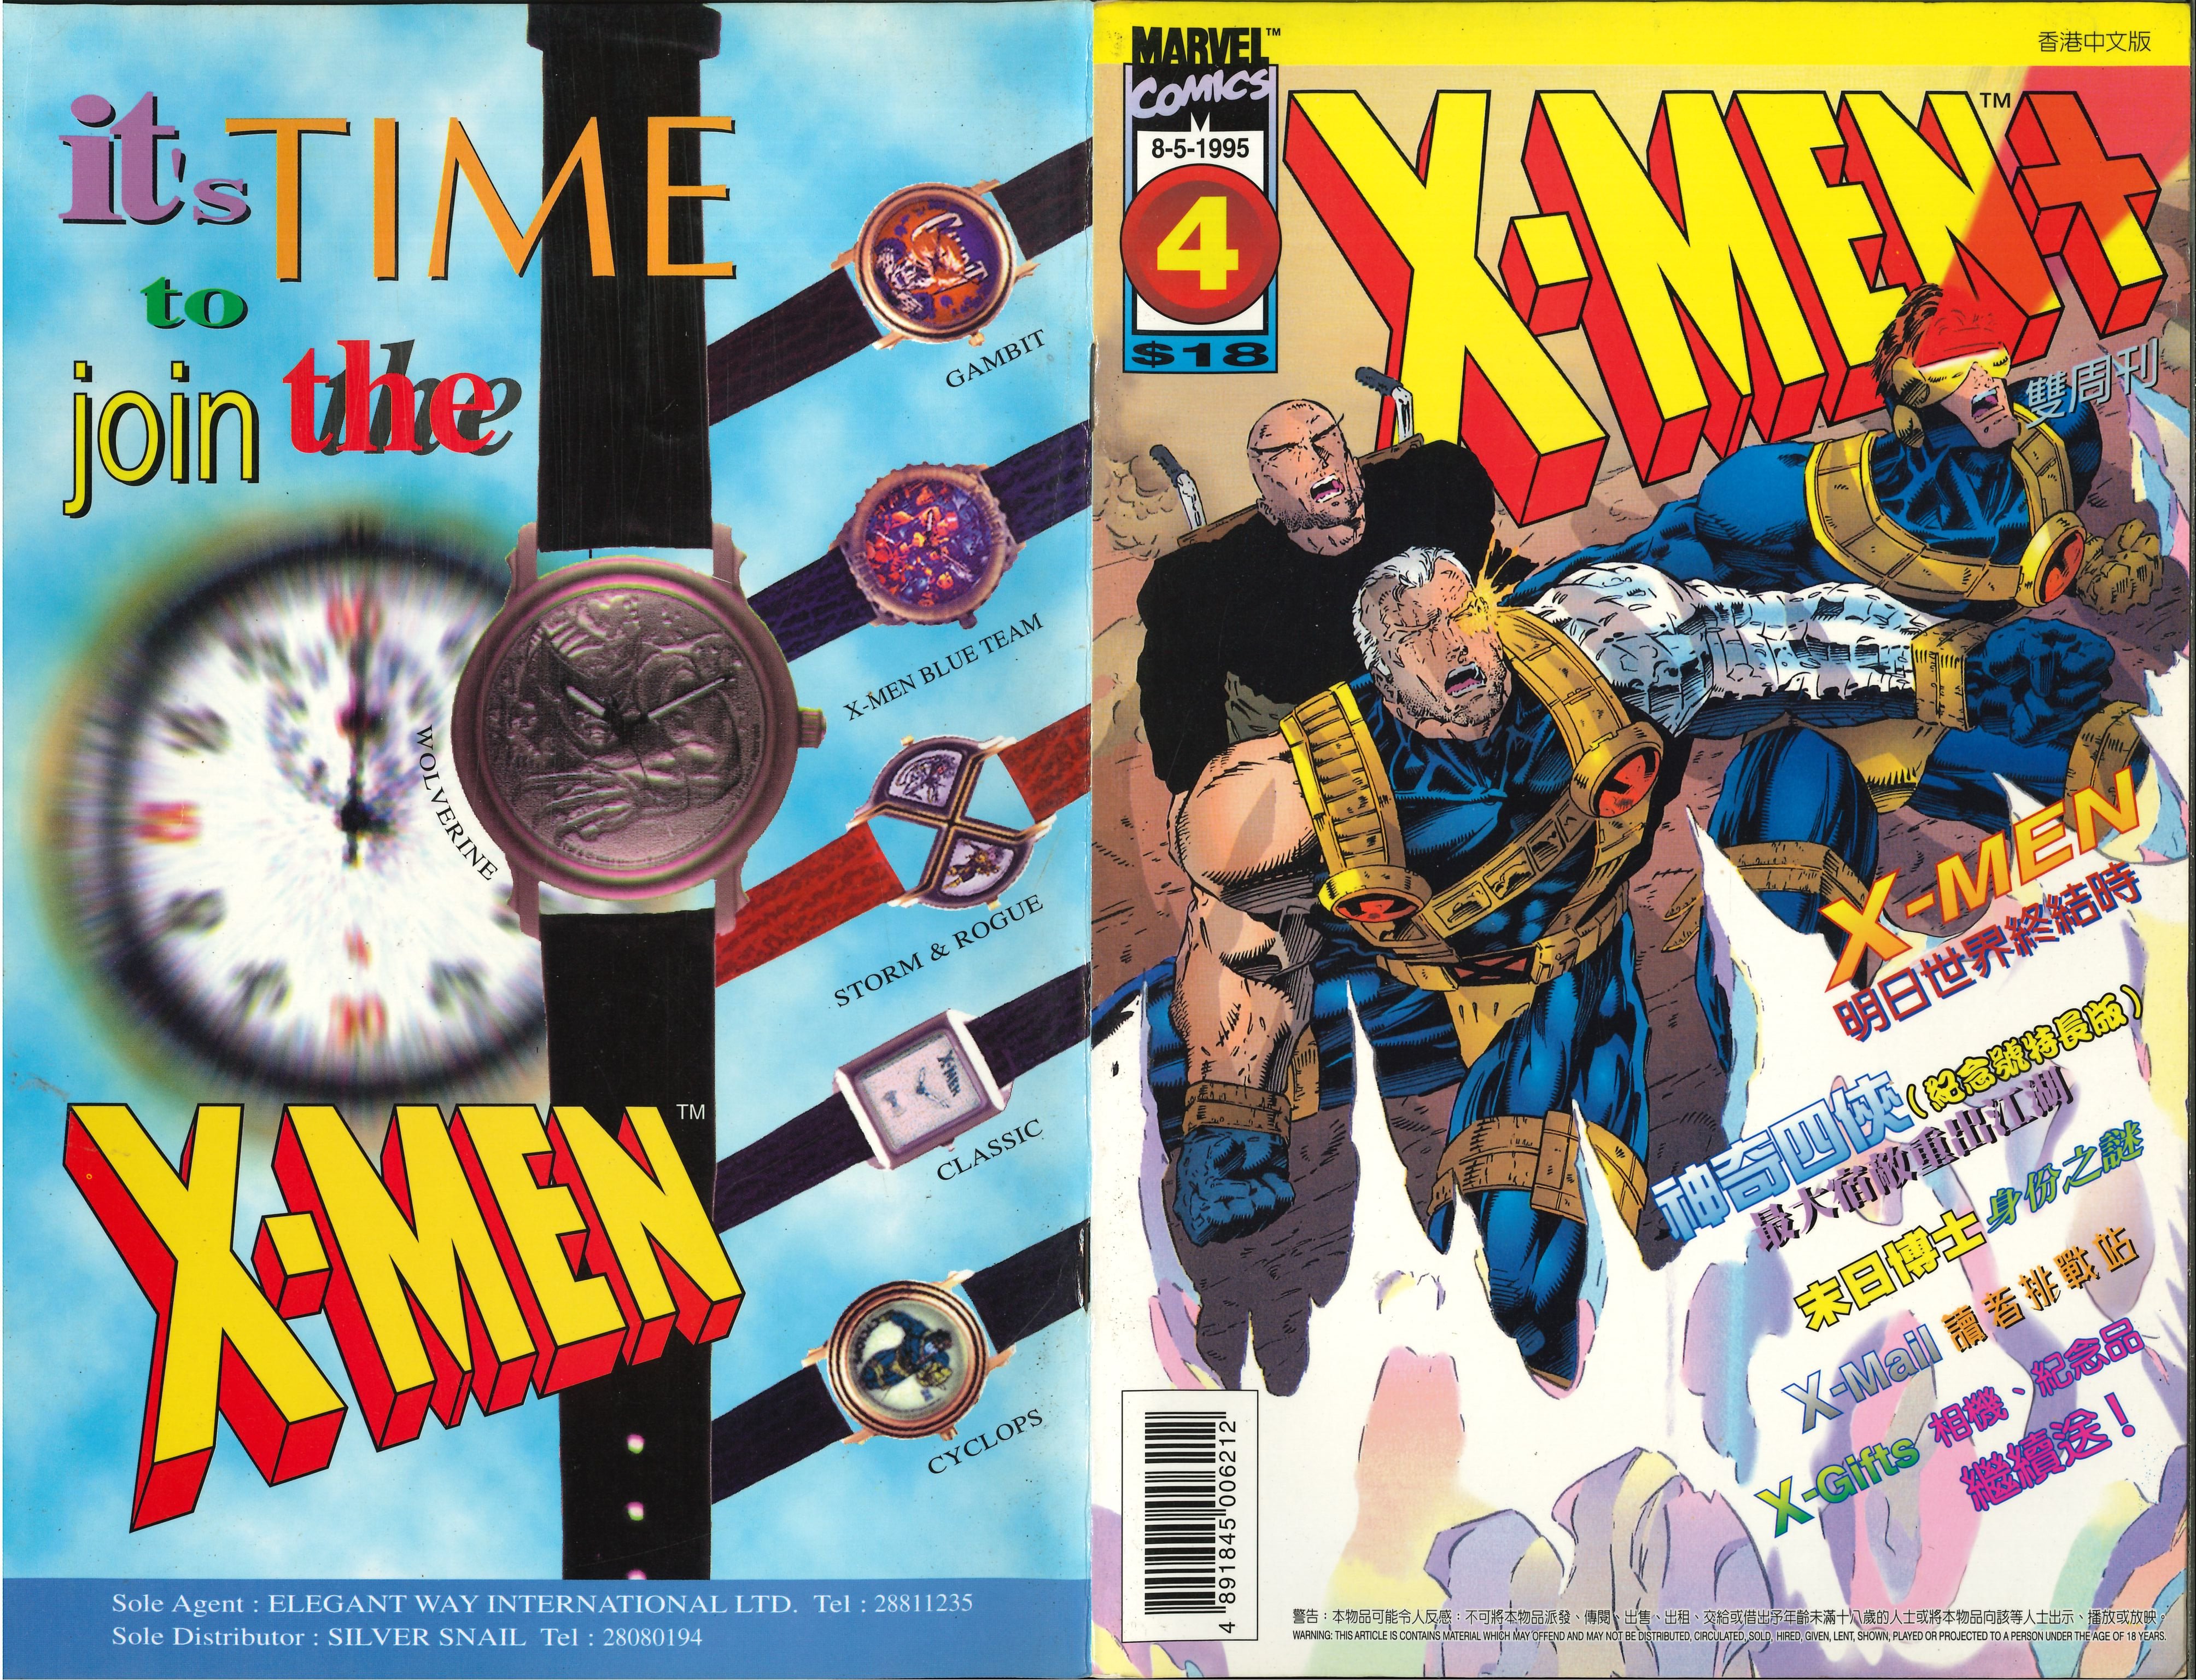 it's TIME
to
join the
GAMBIT
X-MEN BLUE TEAM
WOLVERINE
STORM & ROGUE
X-MEN
CLASSIC
CYCLOPS
X-MEN™
Sole Agent : ELEGANT WAY INTERNATIONAL LTD. Tel : 28811235
Sole Distributor : SILVER SNAIL Tel : 28080194
MARVEL™
COMICS
香港中文版
8-5-1995
4
$18
X-MEN™+
雙周刊
X-MEN
明日世界終結時
神奇四俠(紀念號特長版)
最大宿敵重出江湖
末日博士身份之謎
X-Mail 讀者挑戰站
X-Gifts 相機、紀念品
繼續送!
4 891845 006212
警告:本物品可能令人反感:不可將本物品派發、傳閱、出售、出租、交給或借出予年齡未滿十八歲的人士或將本物品向該等人士出示、播放或放映。
WARNING: THIS ARTICLE IS CONTAINS MATERIAL WHICH MAY OFFEND AND MAY NOT BE DISTRIBUTED, CIRCULATED, SOLD, HIRED, GIVEN, LENT, SHOWN, PLAYED OR PROJECTED TO A PERSON UNDER THE AGE OF 18 YEARS.